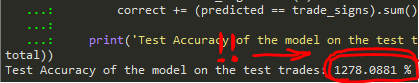 ...: correct += (predicted == trade_signs).sum()
...:
...: print('Test Accuracy of the model on the test t
total))
Test Accuracy of the model on the test trades: 1278.0881 %
!!